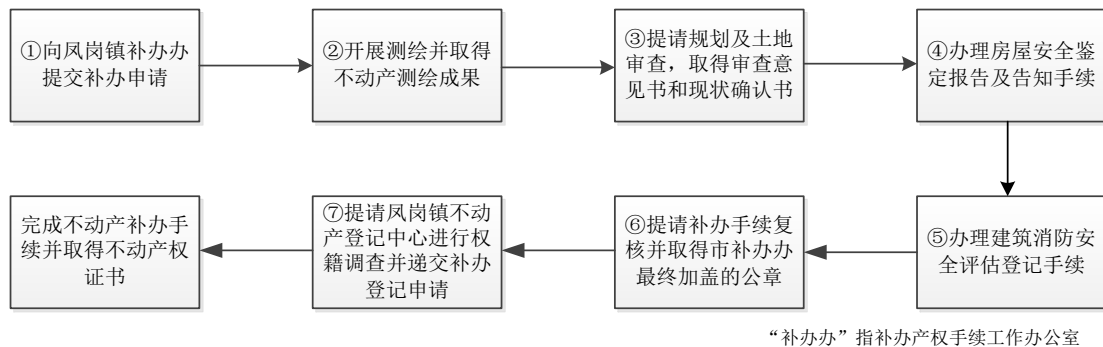 ①向凤岗镇补办办
提交补办申请
②开展测绘并取得
不动产测绘成果
③提请规划及土地
审查，取得审查意
见书和现状确认书
④办理房屋安全鉴
定报告及告知手续
⑤办理建筑消防安
全评估登记手续
⑥提请补办手续复
核并取得市补办办
最终加盖的公章
⑦提请凤岗镇不动
产登记中心进行权
籍调查并递交补办
登记申请
完成不动产补办手
续并取得不动产权
证书
“补办办”指补办产权手续工作办公室